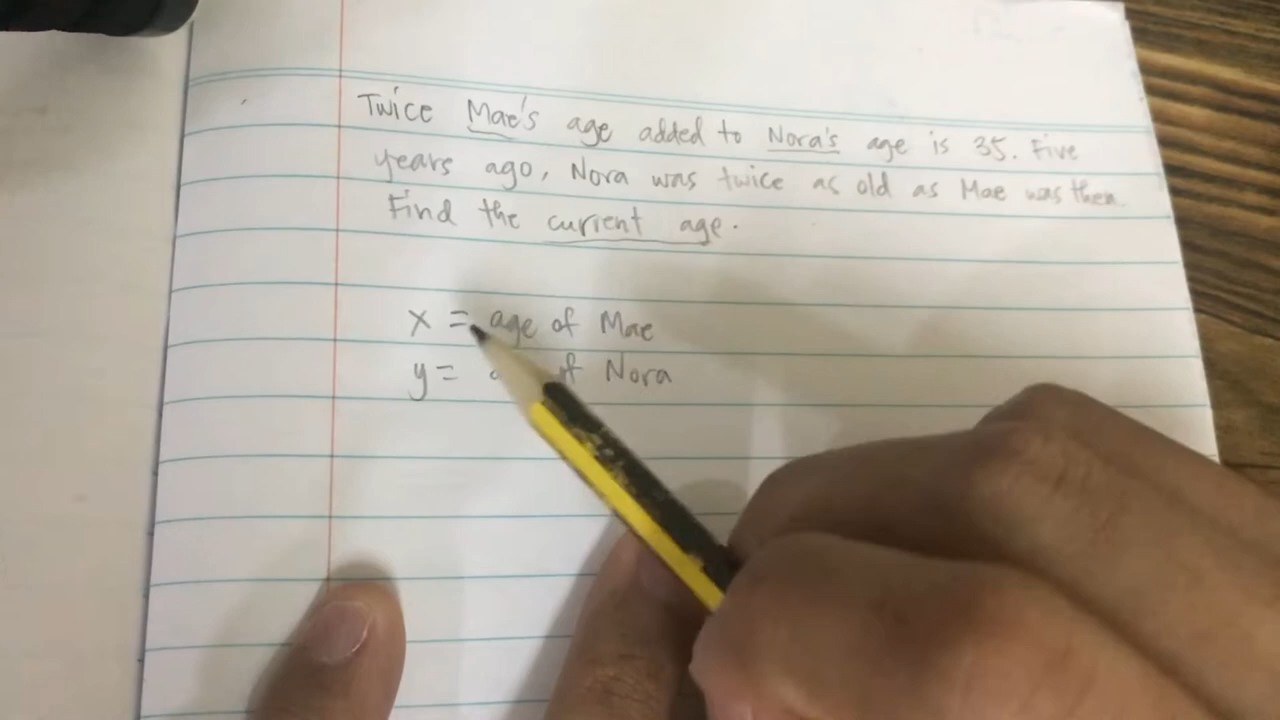 Twice Mae's age added to Nora's age is 35. Five
years ago, Nora was twice as old as Mae was then.
Find the current age.
x = age of Mae
y = of Nora